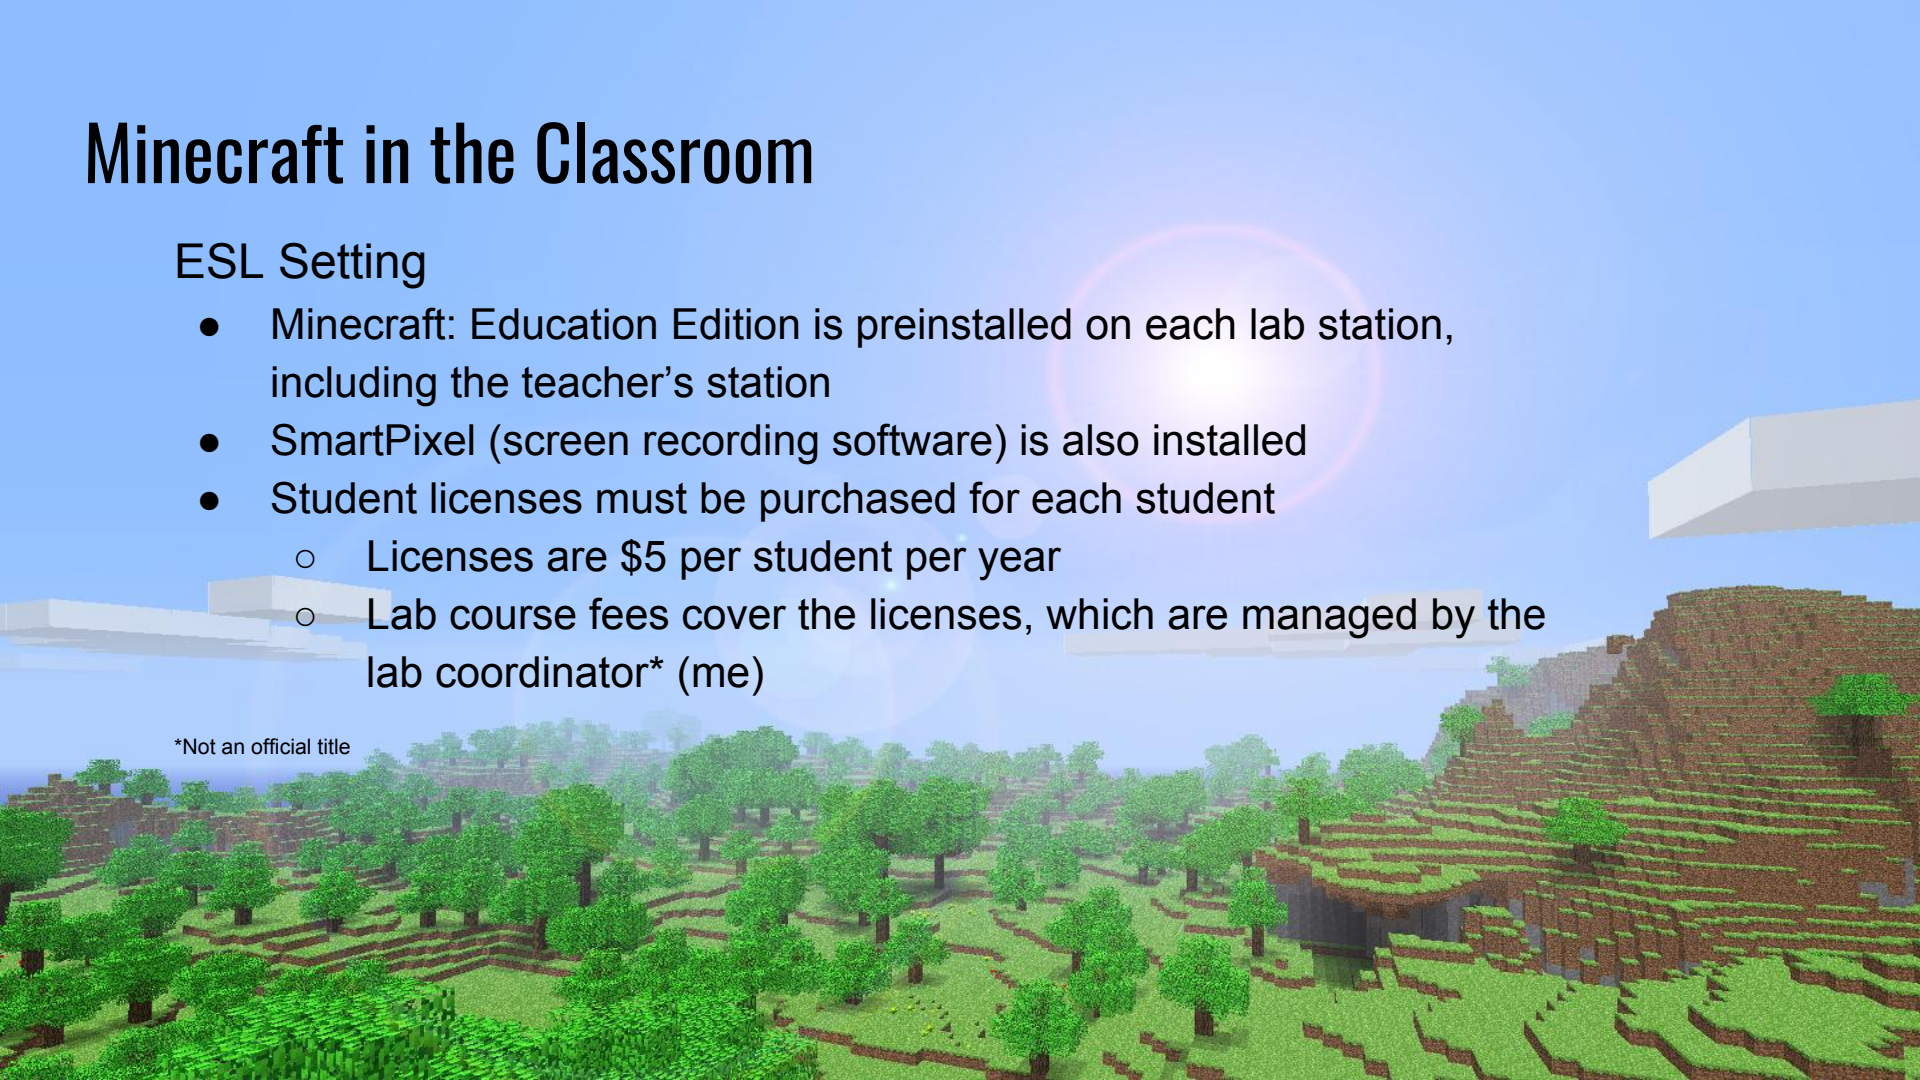 Minecraft in the Classroom
ESL Setting
● Minecraft: Education Edition is preinstalled on each lab station,
including the teacher’s station
● SmartPixel (screen recording software) is also installed
● Student licenses must be purchased for each student
○ Licenses are $5 per student per year
○ Lab course fees cover the licenses, which are managed by the
lab coordinator* (me)
*Not an official title